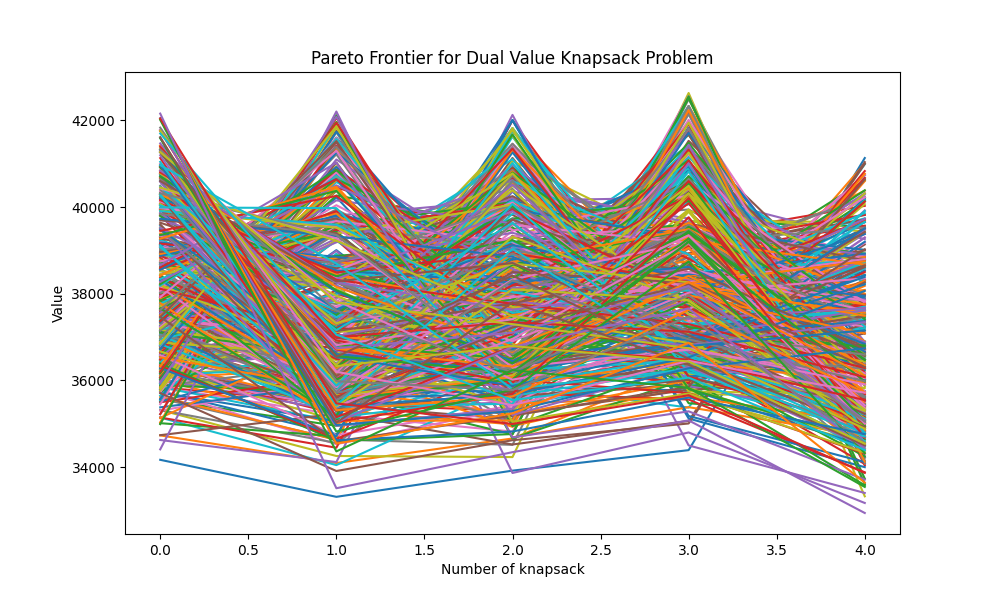 Pareto Frontier for Dual Value Knapsack Problem
42000
40000
38000
36000
34000
Value
0.0 0.5 1.0 1.5 2.0 2.5 3.0 3.5 4.0
Number of knapsack